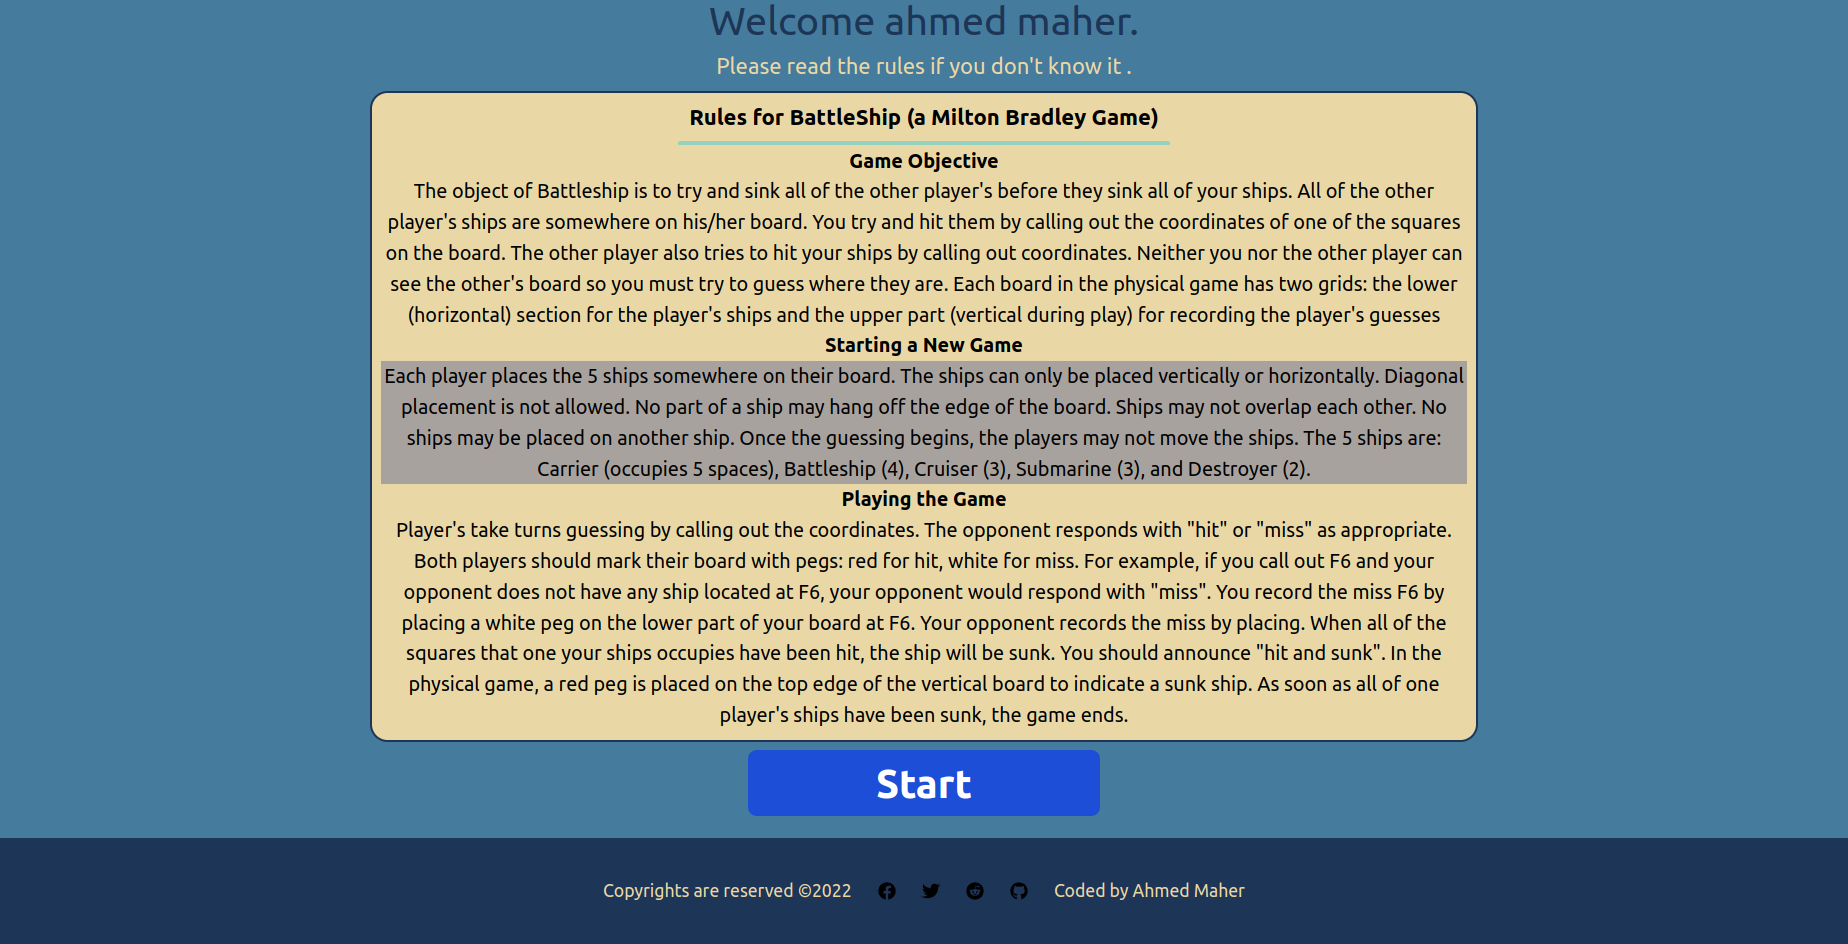 Welcome ahmed maher.
Please read the rules if you don't know it .
Rules for BattleShip (a Milton Bradley Game)
Game Objective
The object of Battleship is to try and sink all of the other player's before they sink all of your ships. All of the other
player's ships are somewhere on his/her board. You try and hit them by calling out the coordinates of one of the squares
on the board. The other player also tries to hit your ships by calling out coordinates. Neither you nor the other player can
see the other's board so you must try to guess where they are. Each board in the physical game has two grids: the lower
(horizontal) section for the player's ships and the upper part (vertical during play) for recording the player's guesses
Starting a New Game
Each player places the 5 ships somewhere on their board. The ships can only be placed vertically or horizontally. Diagonal
placement is not allowed. No part of a ship may hang off the edge of the board. Ships may not overlap each other. No
ships may be placed on another ship. Once the guessing begins, the players may not move the ships. The 5 ships are:
Carrier (occupies 5 spaces), Battleship (4), Cruiser (3), Submarine (3), and Destroyer (2).
Playing the Game
Player's take turns guessing by calling out the coordinates. The opponent responds with "hit" or "miss" as appropriate.
Both players should mark their board with pegs: red for hit, white for miss. For example, if you call out F6 and your
opponent does not have any ship located at F6, your opponent would respond with "miss". You record the miss F6 by
placing a white peg on the lower part of your board at F6. Your opponent records the miss by placing. When all of the
squares that one your ships occupies have been hit, the ship will be sunk. You should announce "hit and sunk". In the
physical game, a red peg is placed on the top edge of the vertical board to indicate a sunk ship. As soon as all of one
player's ships have been sunk, the game ends.
Start
Copyrights are reserved ©2022 Coded by Ahmed Maher